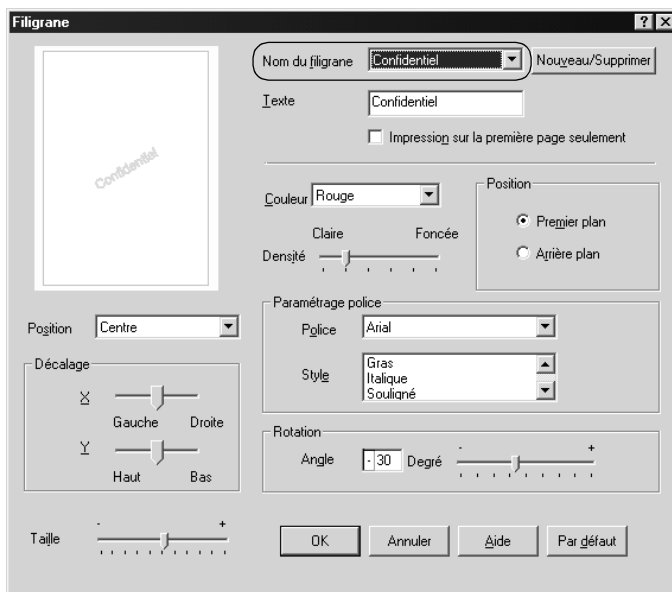 Filigrane
Nom du filigrane Confidentiel Nouveau/Supprimer
Texte Confidentiel
Impression sur la première page seulement
Confidentiel
Couleur Rouge
Claire Foncée
Densité
Position
Premier plan
Arrière plan
Position Centre
Paramétrage police
Police Arial
Style Gras
Italique
Souligné
Décalage
X
Gauche Droite
Y
Haut Bas
Rotation
Angle -30 Degré - +
Taille - +
OK Annuler Aide Par défaut